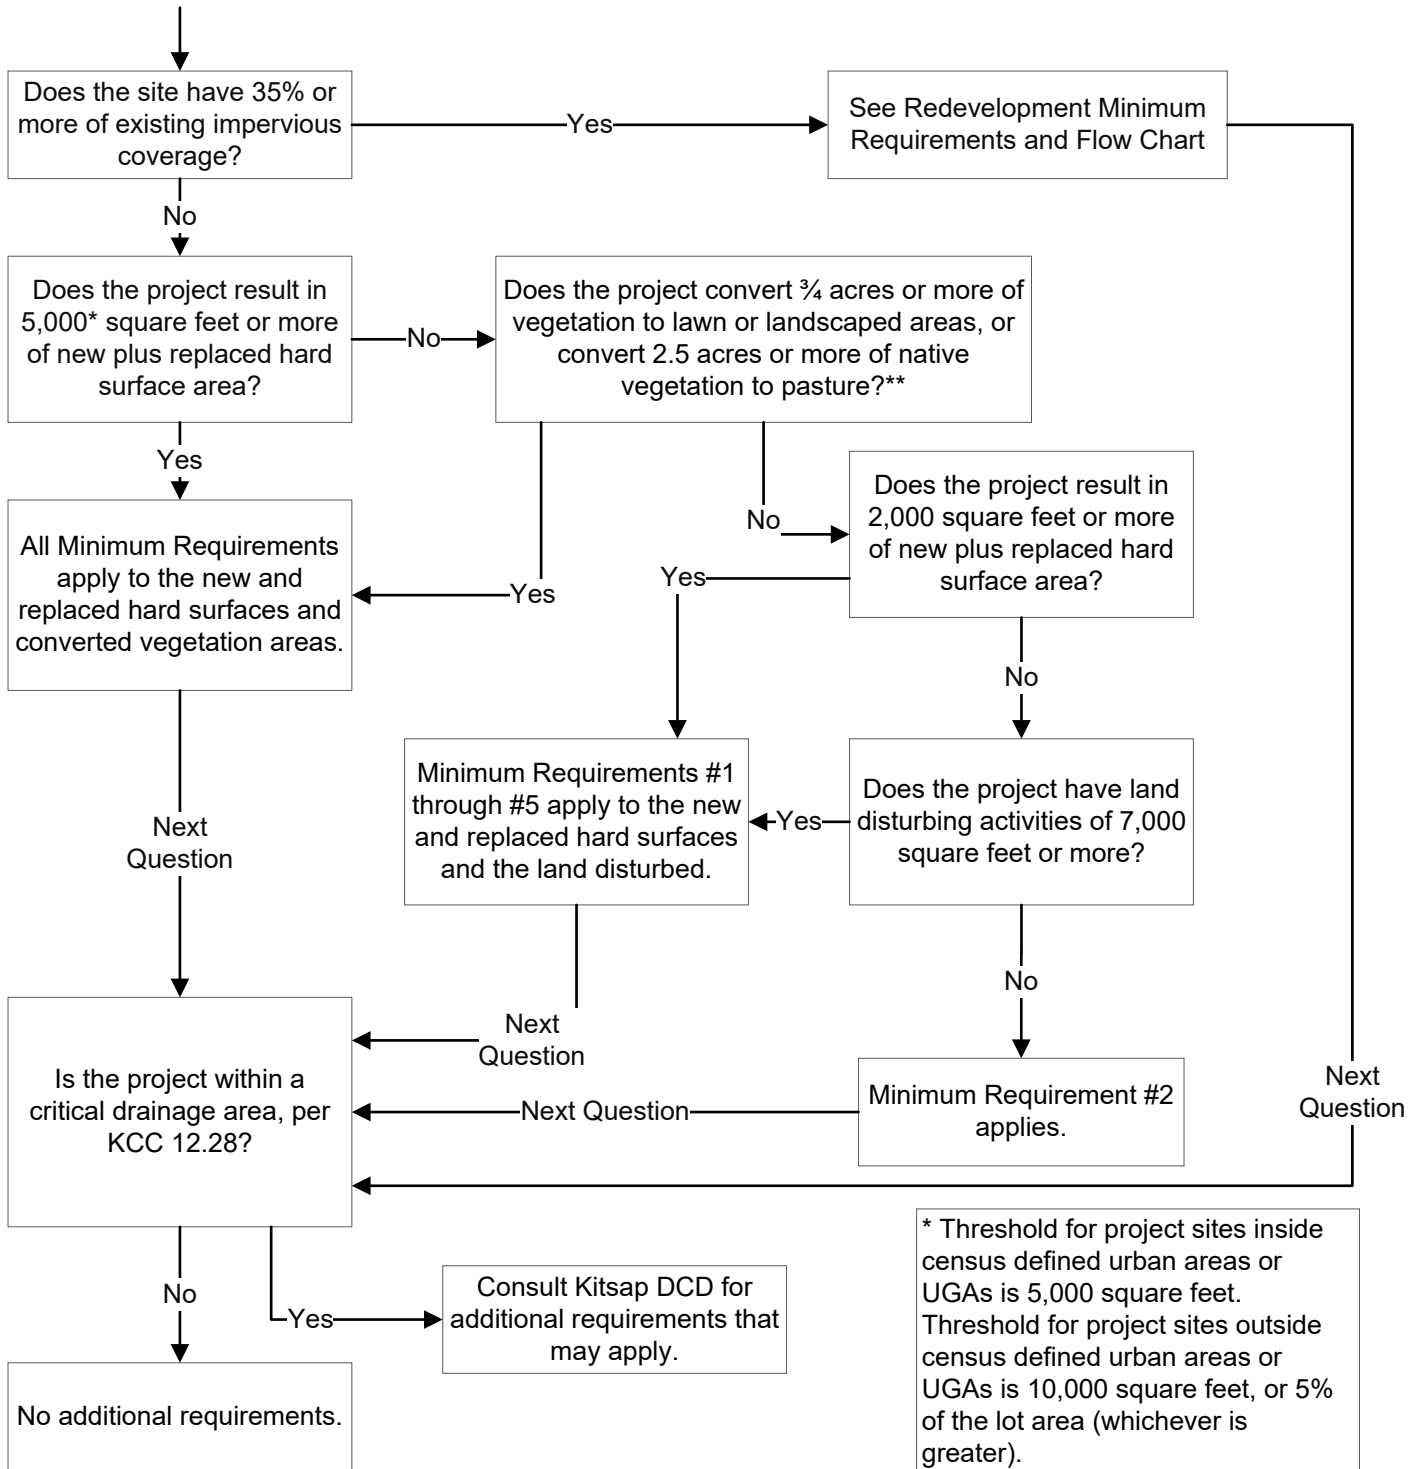 Does the site have 35% or
more of existing impervious
coverage?
Yes
See Redevelopment Minimum
Requirements and Flow Chart
No
Does the project result in
5,000* square feet or more
of new plus replaced hard
surface area?
No
Does the project convert ¾ acres or more of
vegetation to lawn or landscaped areas, or
convert 2.5 acres or more of native
vegetation to pasture?**
Yes
All Minimum Requirements
apply to the new and
replaced hard surfaces and
converted vegetation areas.
Yes
No
Does the project result in
2,000 square feet or more
of new plus replaced hard
surface area?
Yes
No
Minimum Requirements #1
through #5 apply to the new
and replaced hard surfaces
and the land disturbed.
Yes
Does the project have land
disturbing activities of 7,000
square feet or more?
Next
Question
No
Next
Question
Is the project within a
critical drainage area, per
KCC 12.28?
Next Question
Minimum Requirement #2
applies.
Next
Question
No
Yes
Consult Kitsap DCD for
additional requirements that
may apply.
No additional requirements.
* Threshold for project sites inside
census defined urban areas or
UGAs is 5,000 square feet.
Threshold for project sites outside
census defined urban areas or
UGAs is 10,000 square feet, or 5%
of the lot area (whichever is
greater).